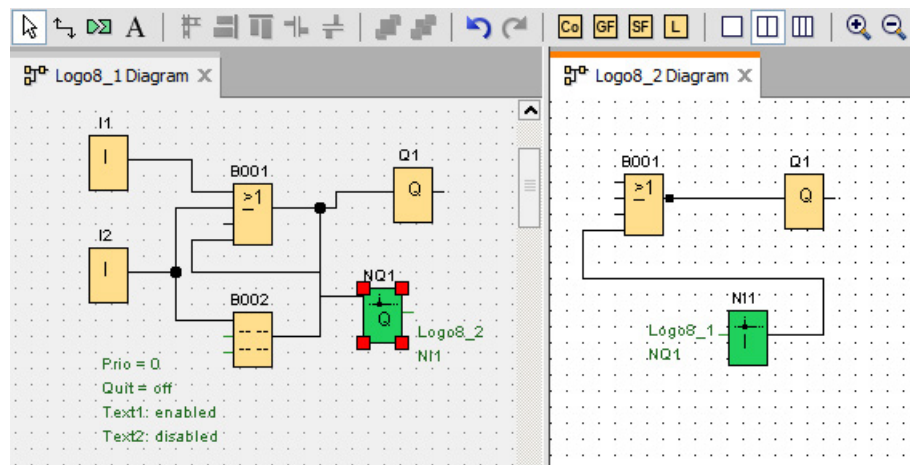 A
Co GF SF L
Logo8_1 Diagram
I1
I
B001
>1
Q1
Q
I2
I
NQ1
Q
B002
Logo8_2
NI1
Prio = 0
Quit = off
Text1: enabled
Text2: disabled
Logo8_2 Diagram
B001
>1
Q1
Q
NI1
I
Logo8_1
NQ1